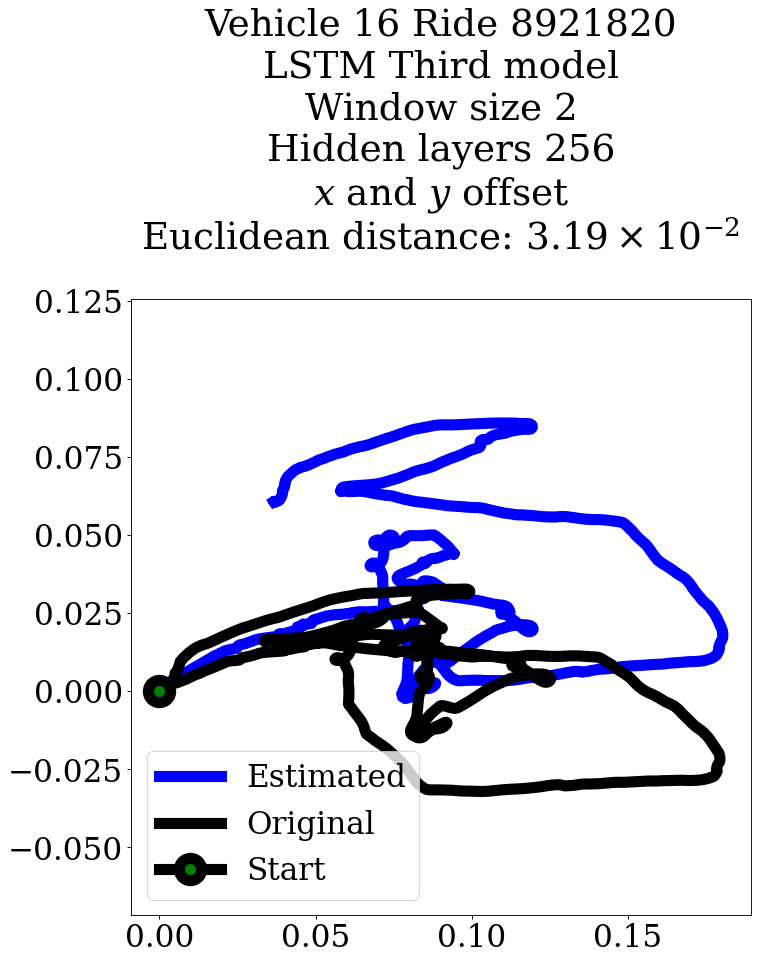 Vehicle 16 Ride 8921820
LSTM Third model
Window size 2
Hidden layers 256
x and y offset
Euclidean distance: 3.19 × 10⁻²
0.125
0.100
0.075
0.050
0.025
0.000
−0.025
−0.050
Estimated
Original
Start
0.00 0.05 0.10 0.15